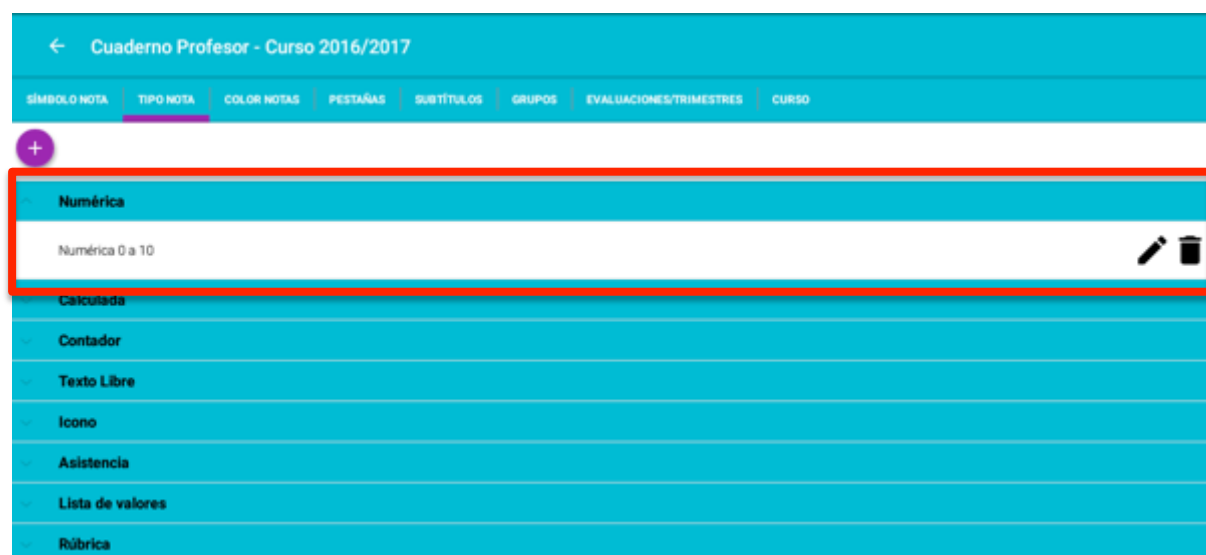 Cuaderno Profesor - Curso 2016/2017
SÍMBOLO NOTA TIPO NOTA COLOR NOTAS PESTAÑAS SUBTÍTULOS GRUPOS EVALUACIONES/TRIMESTRES CURSO
Numérica
Numérica 0 a 10
Calculada
Contador
Texto Libre
Icono
Asistencia
Lista de valores
Rúbrica